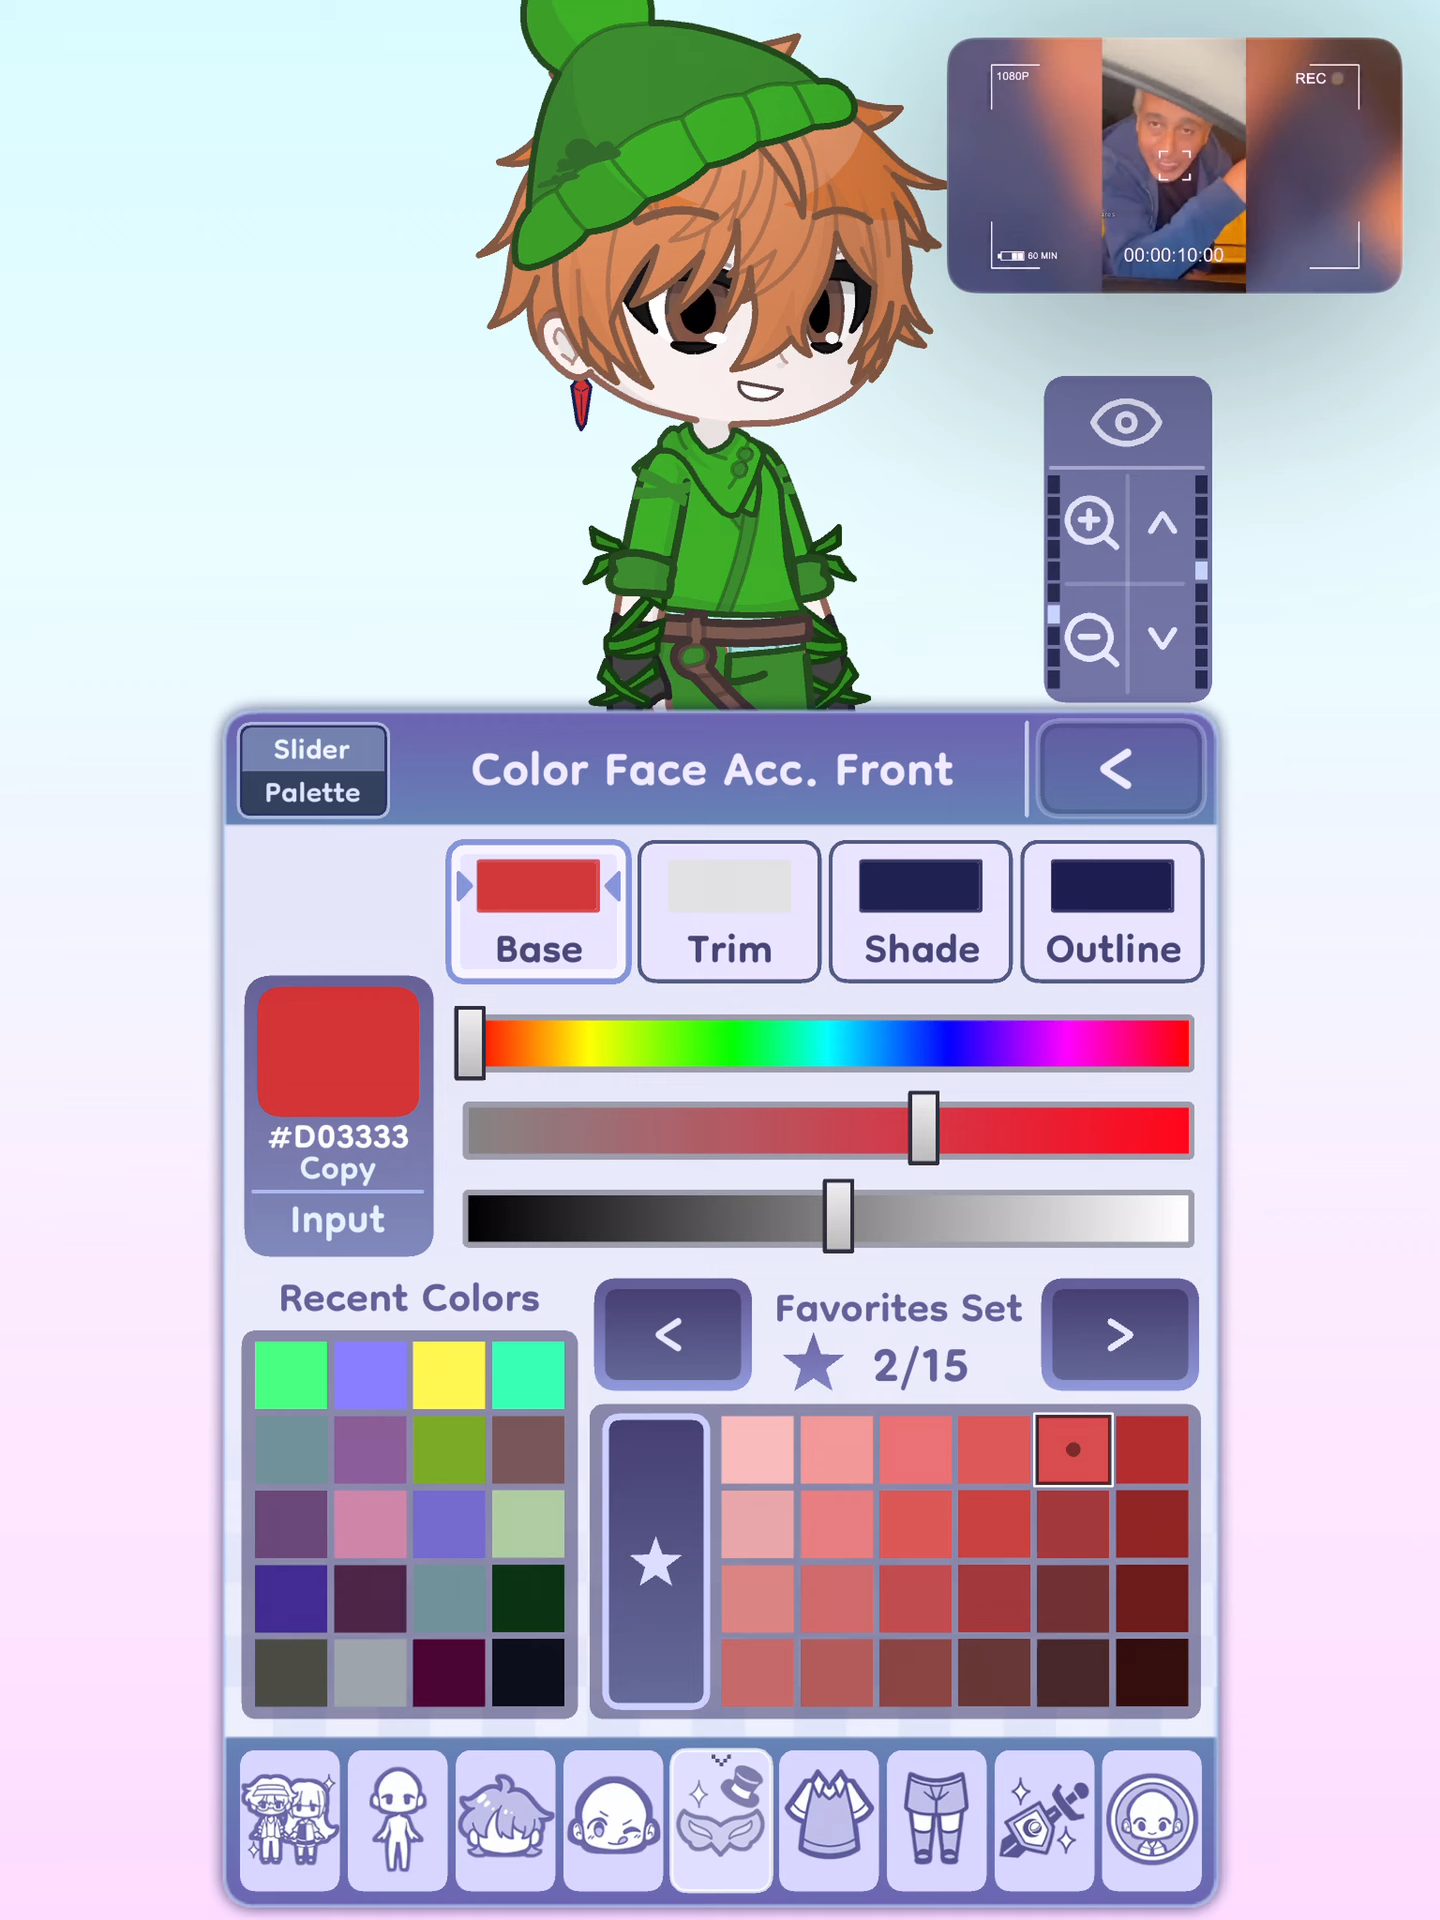 1080P
REC
60 MIN
00:00:10:00
Slider
Palette
Color Face Acc. Front
<
Base
Trim
Shade
Outline
#D03333
Copy
Input
Recent Colors
<
Favorites Set
2/15
>